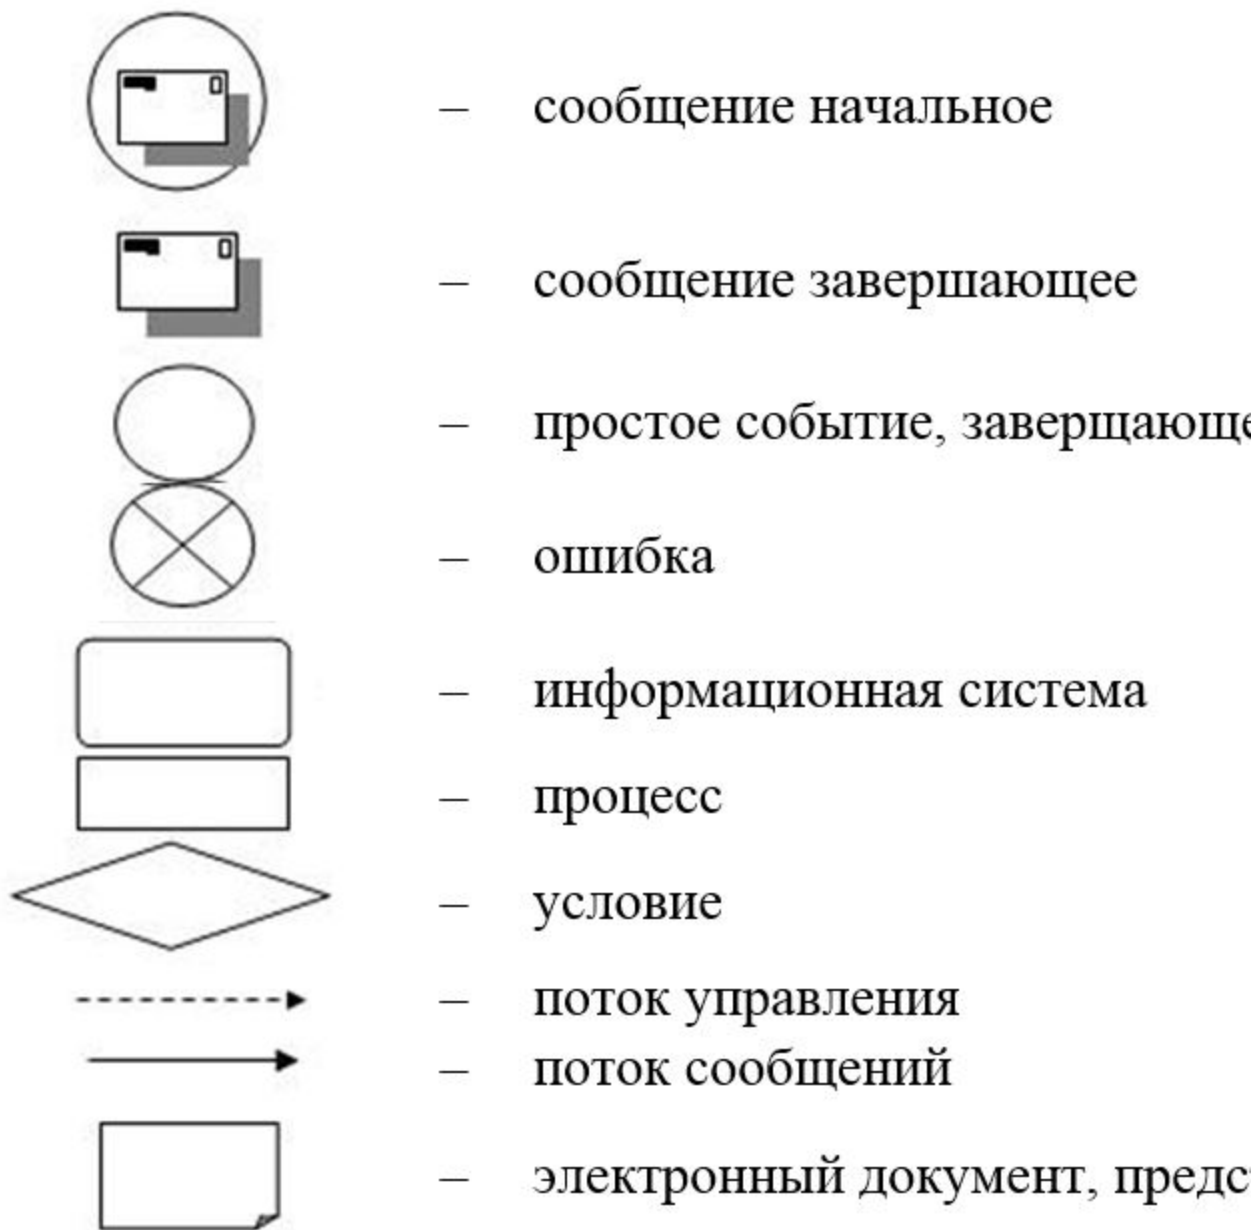 – сообщение начальное
– сообщение завершающее
– простое событие, заверщающе
– ошибка
– информационная система
– процесс
– условие
– поток управления
– поток сообщений
– электронный документ, предс